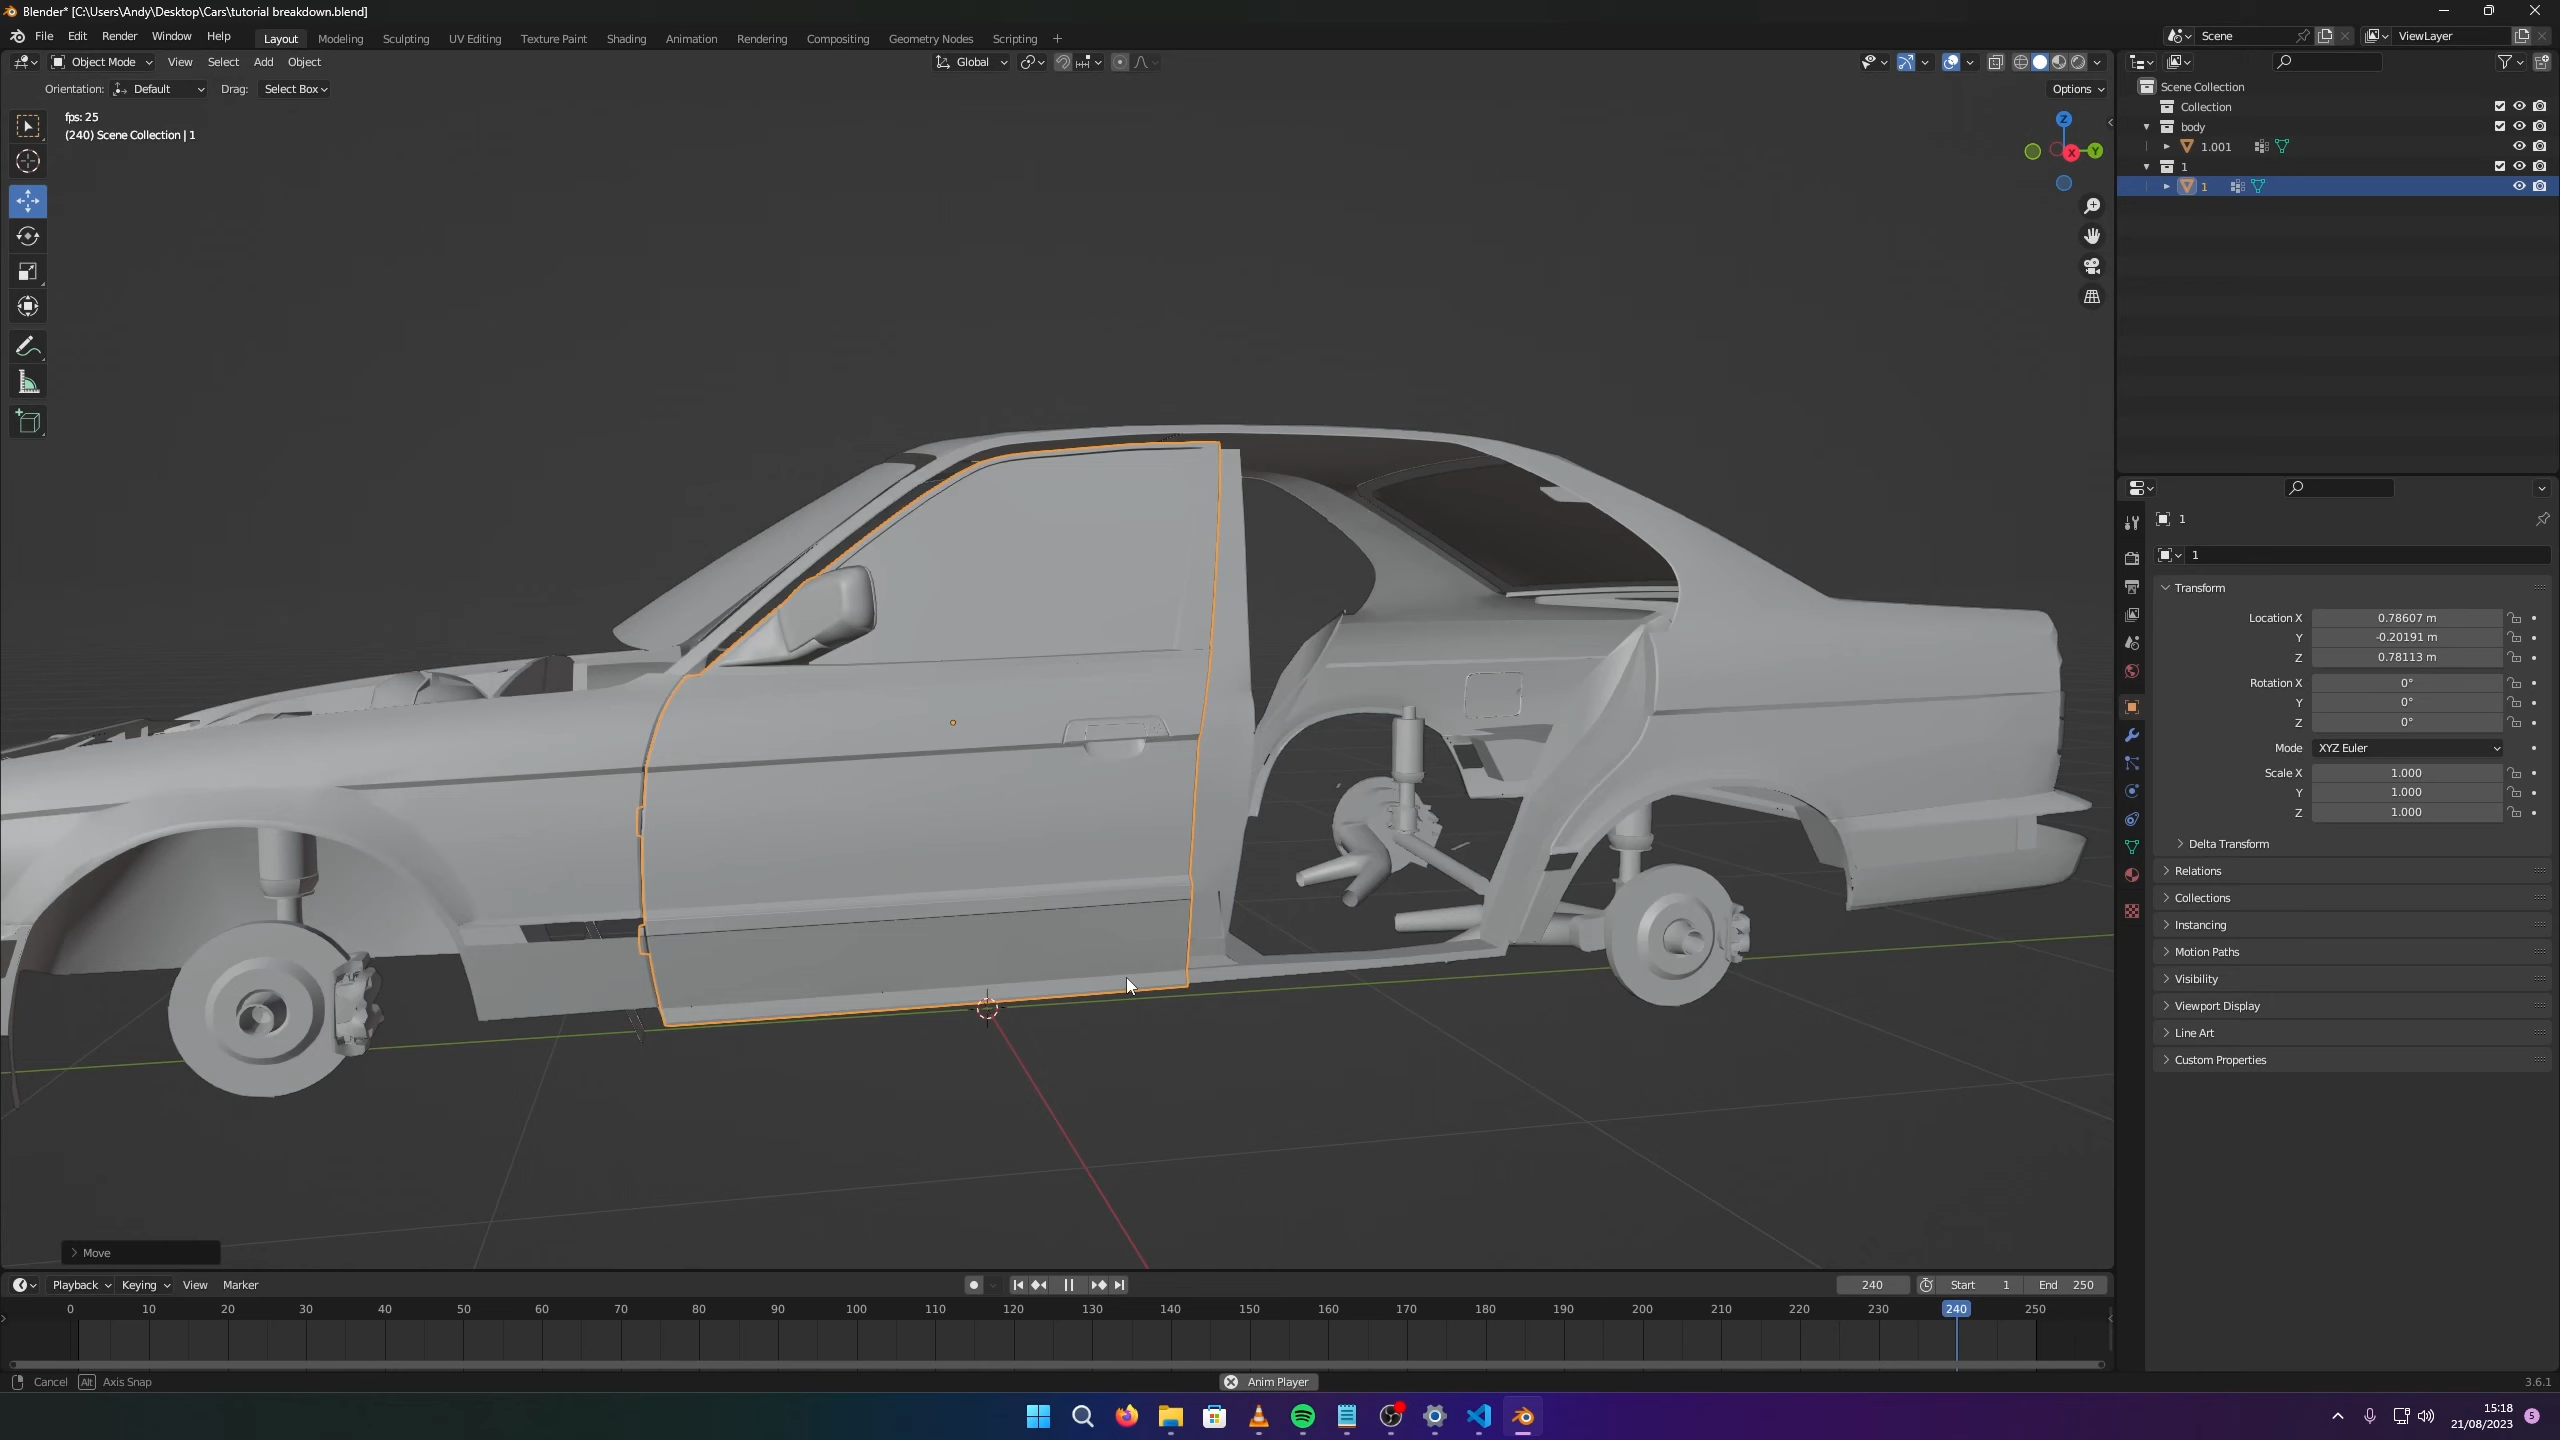 Blender* [C:\Users\Andy\Desktop\Cars\tutorial breakdown.blend]
File Edit Render Window Help Layout Modeling Sculpting UV Editing Texture Paint Shading Animation Rendering Compositing Geometry Nodes Scripting + Scene ViewLayer
Object Mode View Select Add Object Global
Orientation: Default Drag: Select Box Options
fps: 25
(240) Scene Collection | 1
Z
X
Y
Scene Collection
Collection
body
1.001
1
1
1
1
Transform
Location X 0.78607 m
Y -0.20191 m
Z 0.78113 m
Rotation X 0°
Y 0°
Z 0°
Mode XYZ Euler
Scale X 1.000
Y 1.000
Z 1.000
Delta Transform
Relations
Collections
Instancing
Motion Paths
Visibility
Viewport Display
Line Art
Custom Properties
Move
Playback Keying View Marker 240 Start 1 End 250
0 10 20 30 40 50 60 70 80 90 100 110 120 130 140 150 160 170 180 190 200 210 220 230 240 250
Cancel Alt Axis Snap Anim Player 3.6.1
15:18
21/08/2023
5